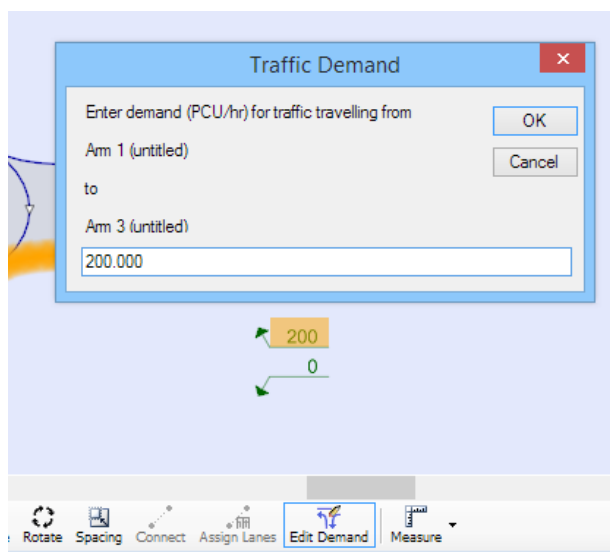 Traffic Demand
Enter demand (PCU/hr) for traffic travelling from
OK
Arm 1 (untitled)
Cancel
to
Arm 3 (untitled)
200.000
200
0
Rotate Spacing Connect Assign Lanes Edit Demand Measure